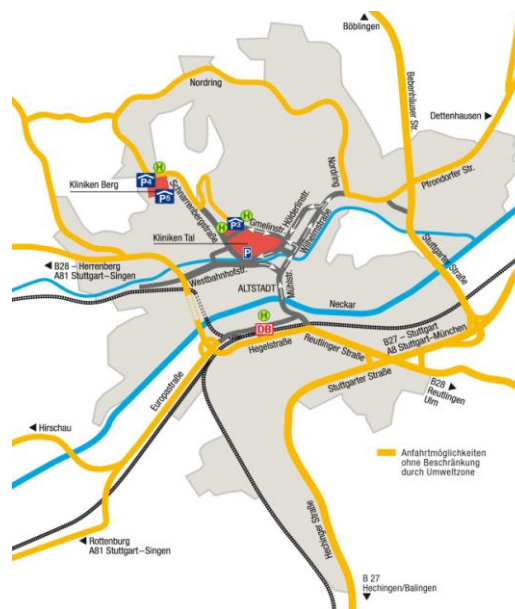 Böblingen
Nordring
Bebenhäuser Str.
Dettenhausen
H
P4
P5
Kliniken Berg
Schnarrenbergstraße
Nordring
Pfrondorfer Str.
H
H
P3
Gmelinstr.
Hölderlinstr.
Wilhelmstraße
Kliniken Tal
P
Stuttgarter Straße
B28 – Herrenberg
A81 Stuttgart–Singen
Westbahnhofstr.
ALTSTADT
Mühlstr.
Neckar
H
DB
Hegelstraße
Reutlinger Straße
B27 – Stuttgart
A8 Stuttgart–München
Stuttgarter Straße
B28
Reutlingen
Ulm
Europastraße
Hirschau
Anfahrtmöglichkeiten
ohne Beschränkung
durch Umweltzone
Hechinger Straße
Rottenburg
A81 Stuttgart–Singen
B 27
Hechingen/Balingen